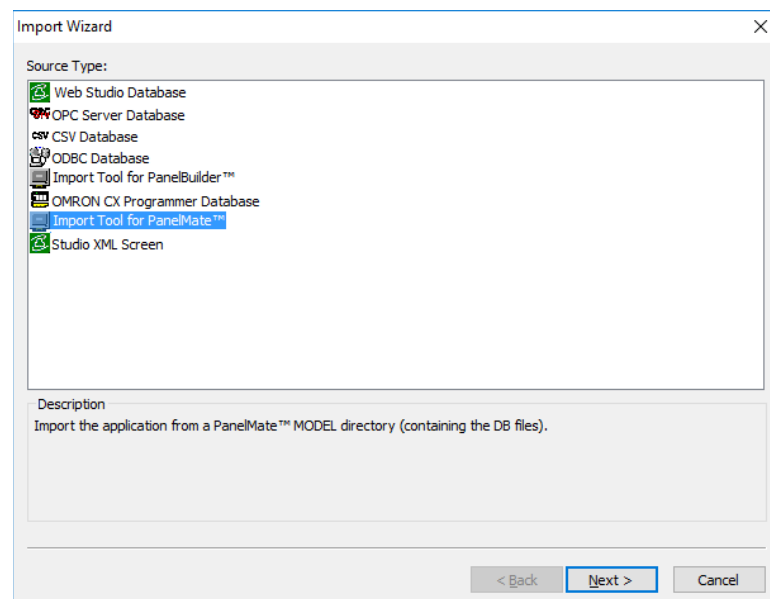 Import Wizard
Source Type:
Web Studio Database
OPC Server Database
CSV CSV Database
ODBC Database
Import Tool for PanelBuilder™
OMRON CX Programmer Database
Import Tool for PanelMate™
Studio XML Screen
Description
Import the application from a PanelMate™ MODEL directory (containing the DB files).
< Back Next > Cancel